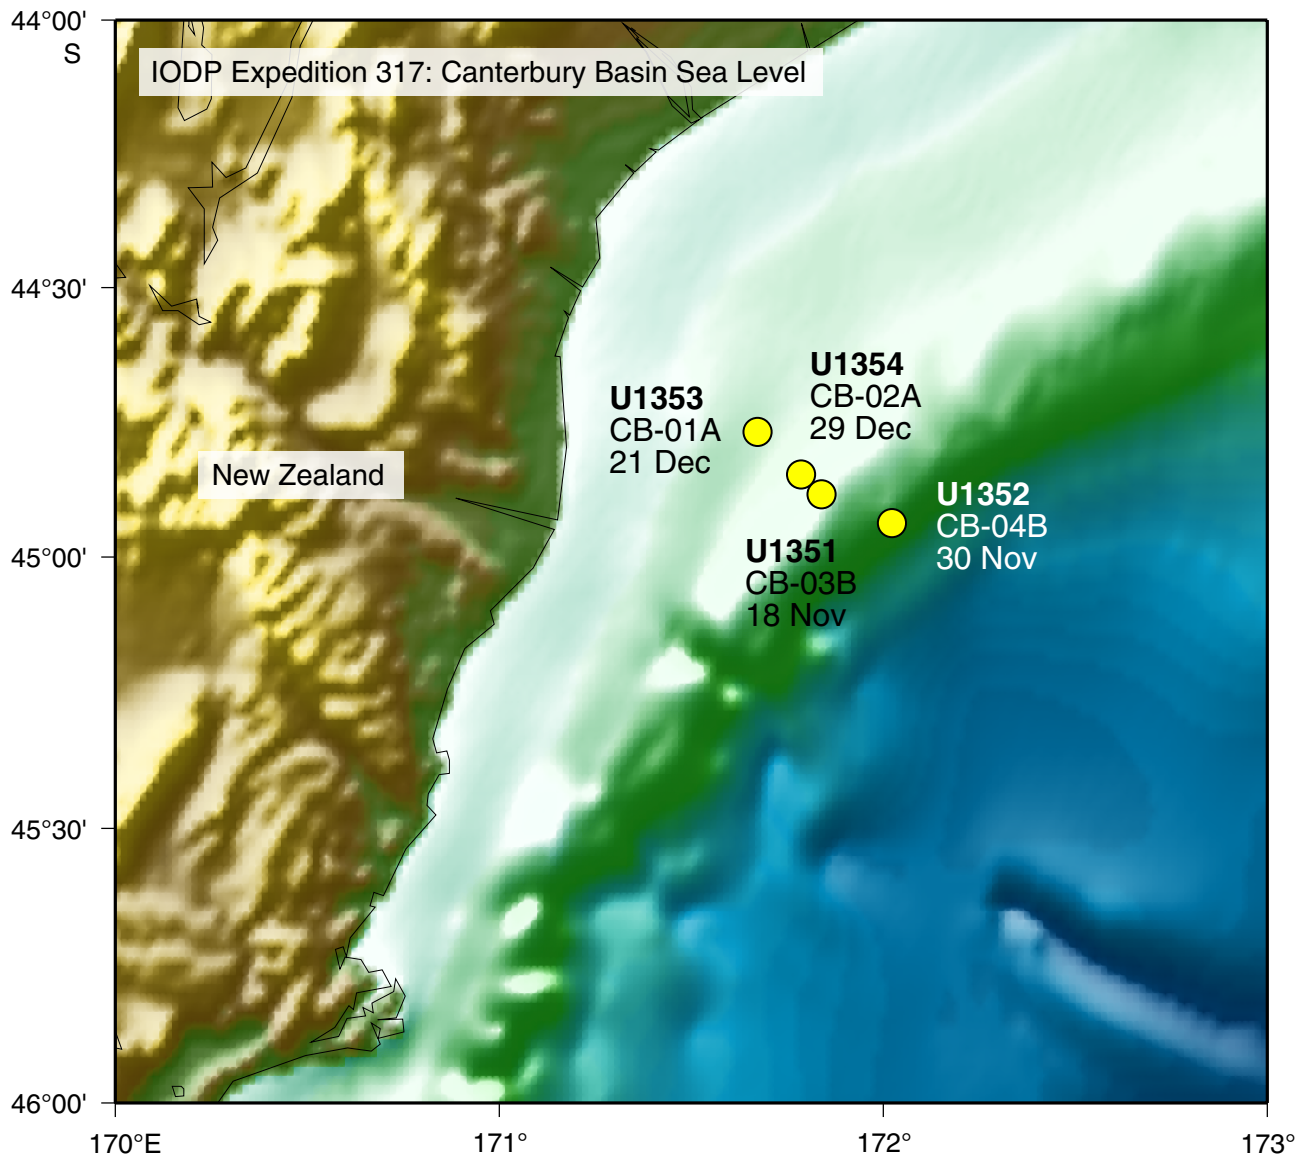 44°00'
S
IODP Expedition 317: Canterbury Basin Sea Level
44°30'
U1354
CB-02A
29 Dec
U1353
CB-01A
21 Dec
New Zealand
U1352
CB-04B
30 Nov
U1351
CB-03B
18 Nov
45°00'
45°30'
46°00'
170°E
171°
172°
173°